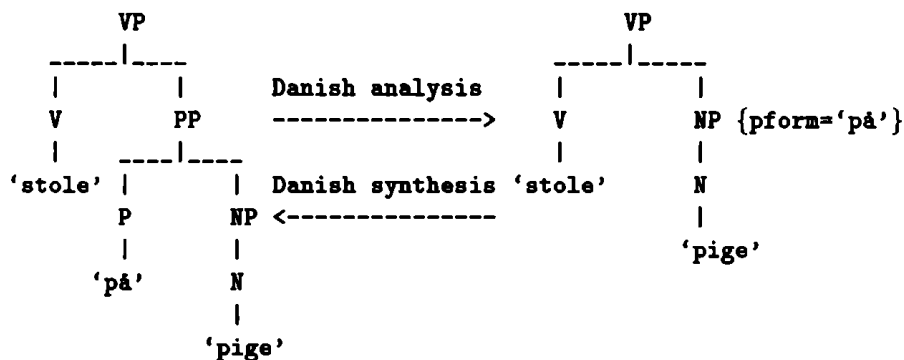 VP VP
Danish analysis
V PP V NP {pform=‘på’}
‘stole’ Danish synthesis ‘stole’ N
P NP
‘pige’
‘på’ N
‘pige’